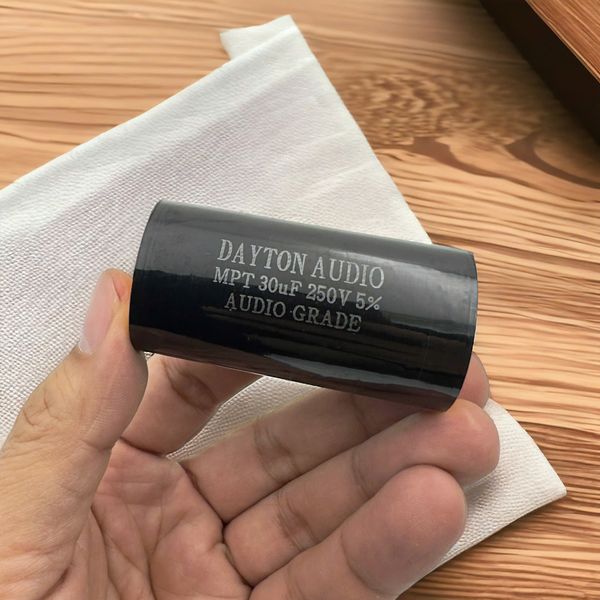 DAYTON AUDIO
MPT 30uF 250V 5%
AUDIO GRADE